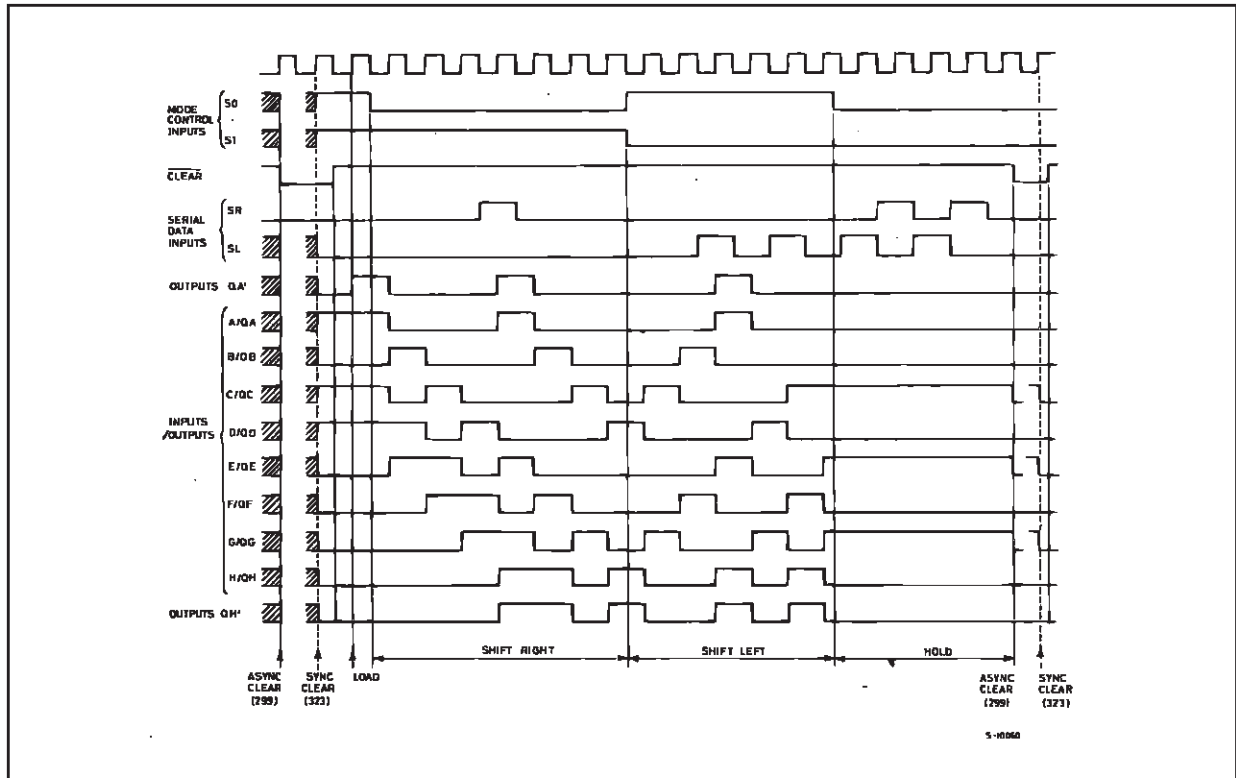 MODE
CONTROL
INPUTS
S0
S1
CLEAR
SERIAL
DATA
INPUTS
SR
SL
OUTPUTS QA'
INPUTS
/OUTPUTS
A/QA
B/QB
C/QC
D/QD
E/QE
F/QF
G/QG
H/QH
OUTPUTS QH'
SHIFT RIGHT
SHIFT LEFT
HOLD
ASYNC
CLEAR
(299)
SYNC
CLEAR
(323)
LOAD
ASYNC
CLEAR
(299)
SYNC
CLEAR
(323)
S-10060